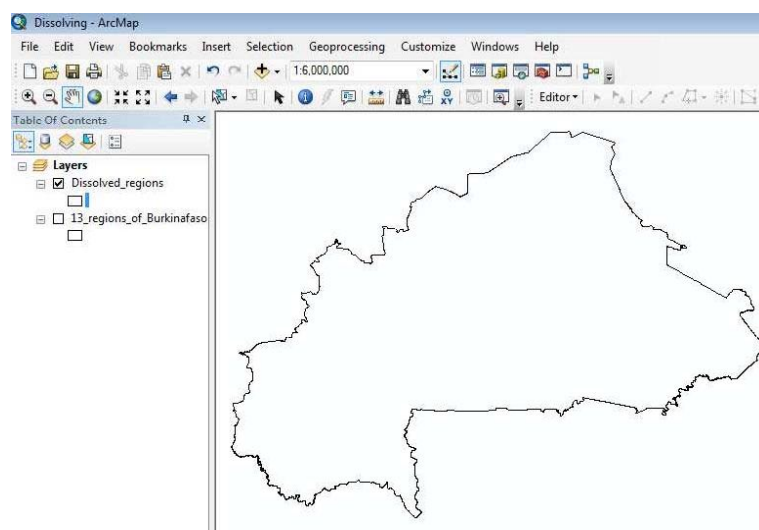 Dissolving - ArcMap
File Edit View Bookmarks Insert Selection Geoprocessing Customize Windows Help
1:6,000,000
XY Editor
Table Of Contents
Layers
Dissolved_regions
13_regions_of_Burkinafaso